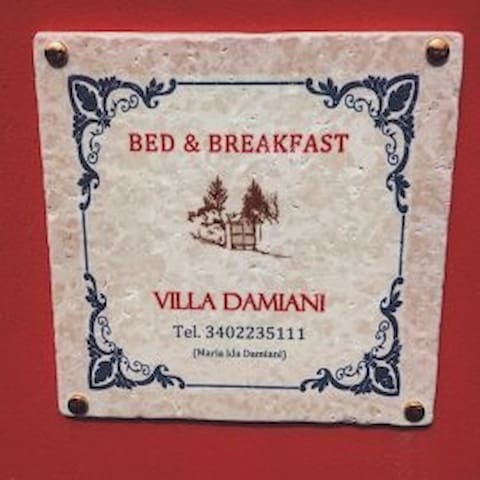 BED & BREAKFAST
VILLA DAMIANI
Tel. 3402235111
(Maria Ida Damiani)